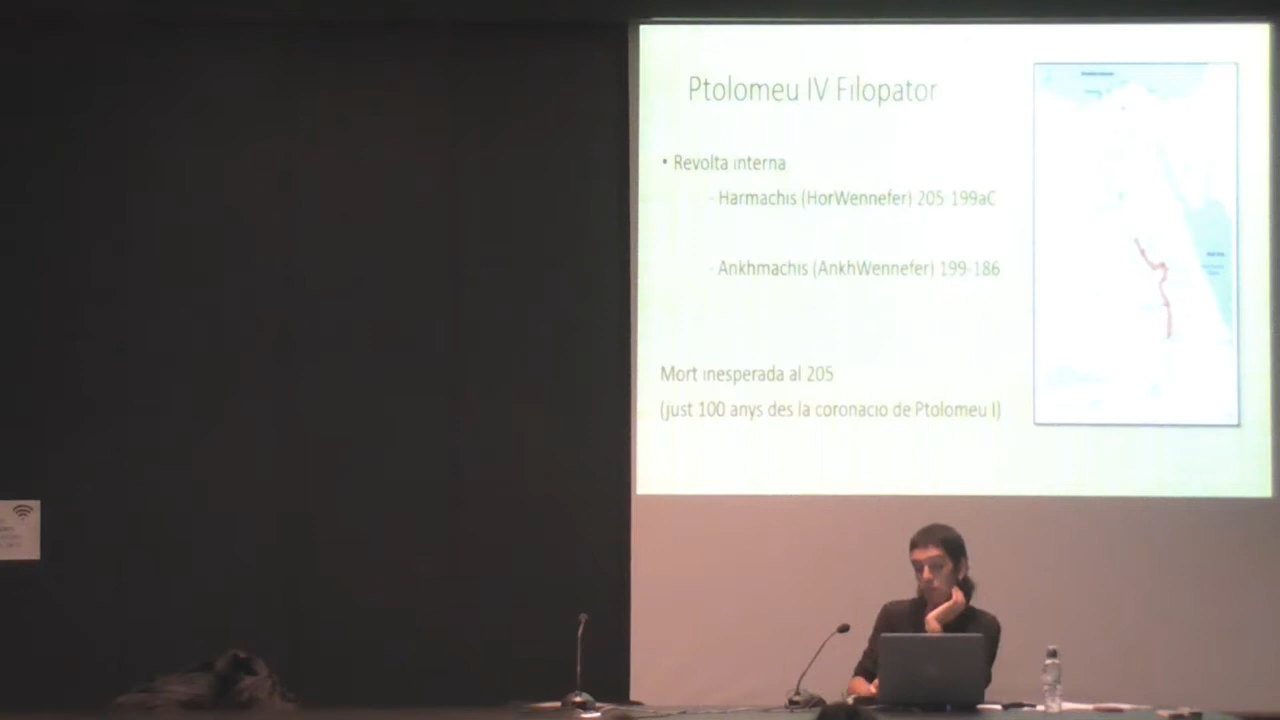 Ptolomeu IV Filopator
• Revolta interna
- Harmachis (HorWennefer) 205-199aC
- Ankhmachis (AnkhWennefer) 199-186
Mort inesperada al 205
(just 100 anys des la coronació de Ptolomeu I)